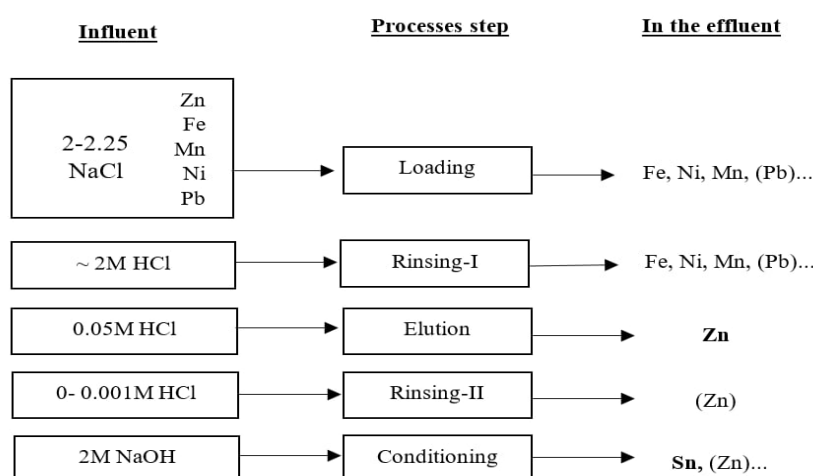 Influent Processes step In the effluent
2-2.25 NaCl
Zn
Fe
Mn
Ni
Pb
Loading
Fe, Ni, Mn, (Pb)...
~ 2M HCl Rinsing-I Fe, Ni, Mn, (Pb)...
0.05M HCl Elution Zn
0- 0.001M HCl Rinsing-II (Zn)
2M NaOH Conditioning Sn, (Zn)...